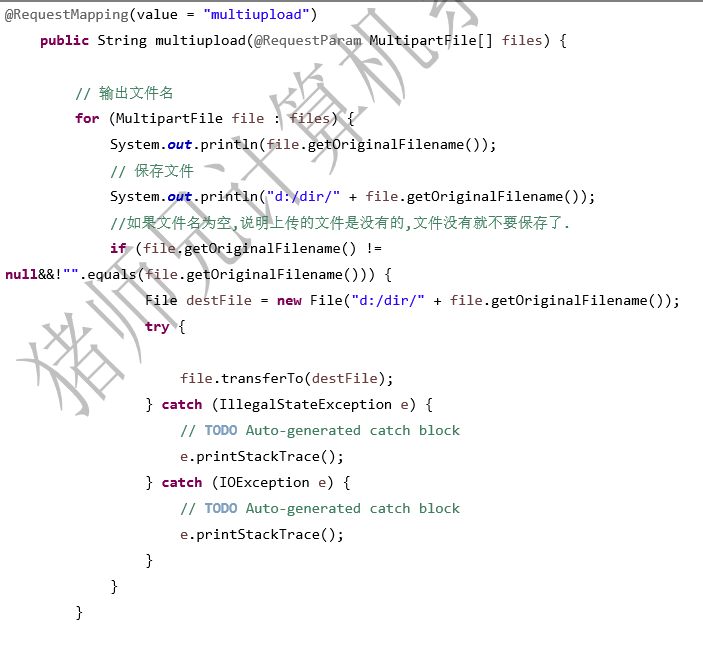 @RequestMapping(value = "multiupload")
public String multiupload(@RequestParam MultipartFile[] files) {
// 输出文件名
for (MultipartFile file : files) {
System.out.println(file.getOriginalFilename());
// 保存文件
System.out.println("d:/dir/" + file.getOriginalFilename());
//如果文件名为空,说明上传的文件是没有的,文件没有就不要保存了.
if (file.getOriginalFilename() !=
null&&!"".equals(file.getOriginalFilename())) {
File destFile = new File("d:/dir/" + file.getOriginalFilename());
try {
file.transferTo(destFile);
} catch (IllegalStateException e) {
// TODO Auto-generated catch block
e.printStackTrace();
} catch (IOException e) {
// TODO Auto-generated catch block
e.printStackTrace();
}
}
}
猪师兄计算机